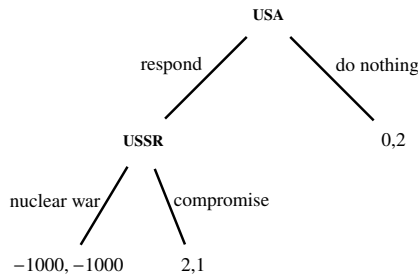 USA
respond
do nothing
USSR
0,2
nuclear war
compromise
−1000, −1000
2,1